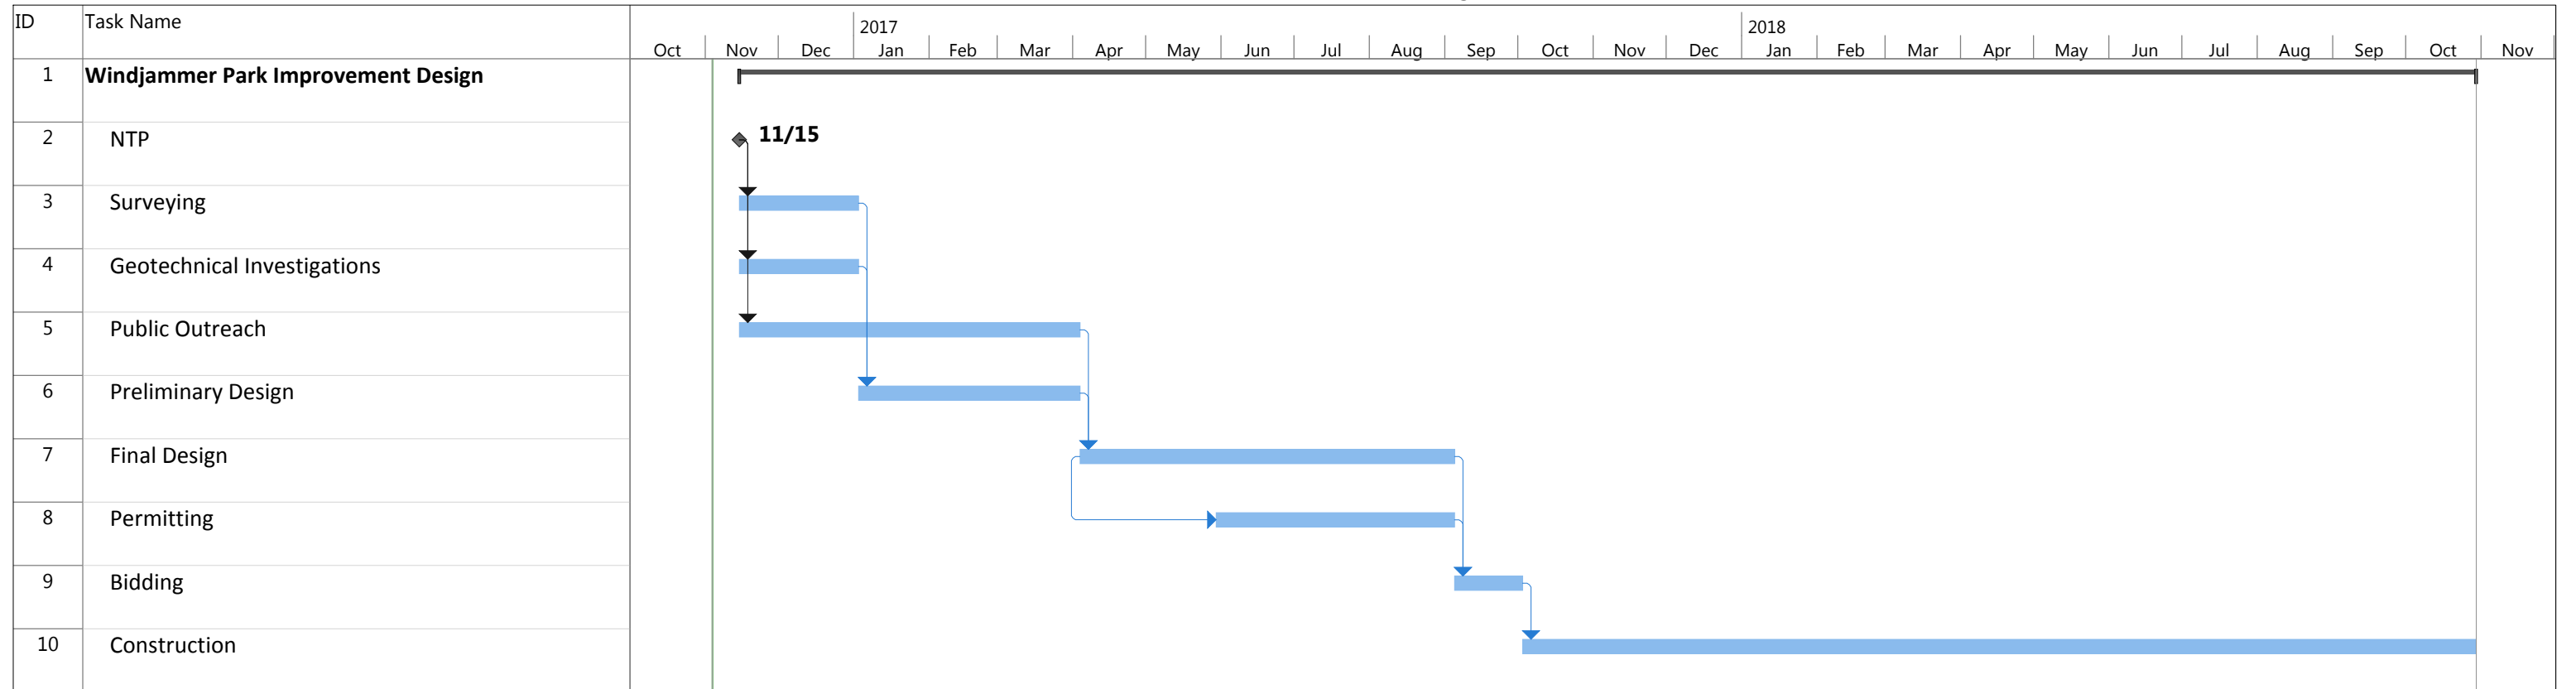 ID Task Name 2017 2018
Oct Nov Dec Jan Feb Mar Apr May Jun Jul Aug Sep Oct Nov Dec Jan Feb Mar Apr May Jun Jul Aug Sep Oct Nov
1 Windjammer Park Improvement Design
2 NTP 11/15
3 Surveying
4 Geotechnical Investigations
5 Public Outreach
6 Preliminary Design
7 Final Design
8 Permitting
9 Bidding
10 Construction